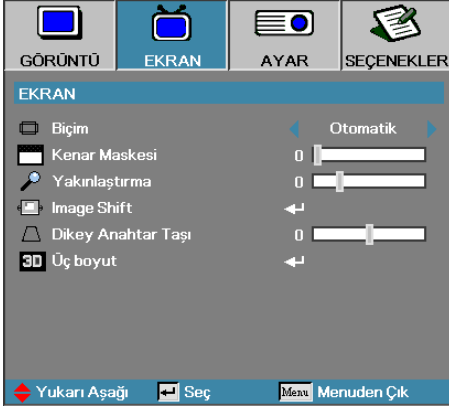 GÖRÜNTÜ EKRAN AYAR SEÇENEKLER
EKRAN
Biçim Otomatik
Kenar Maskesi 0
Yakınlaştırma 0
Image Shift
Dikey Anahtar Taşı 0
3D Üç boyut
Yukarı Aşağı Seç Menu Menuden Çık